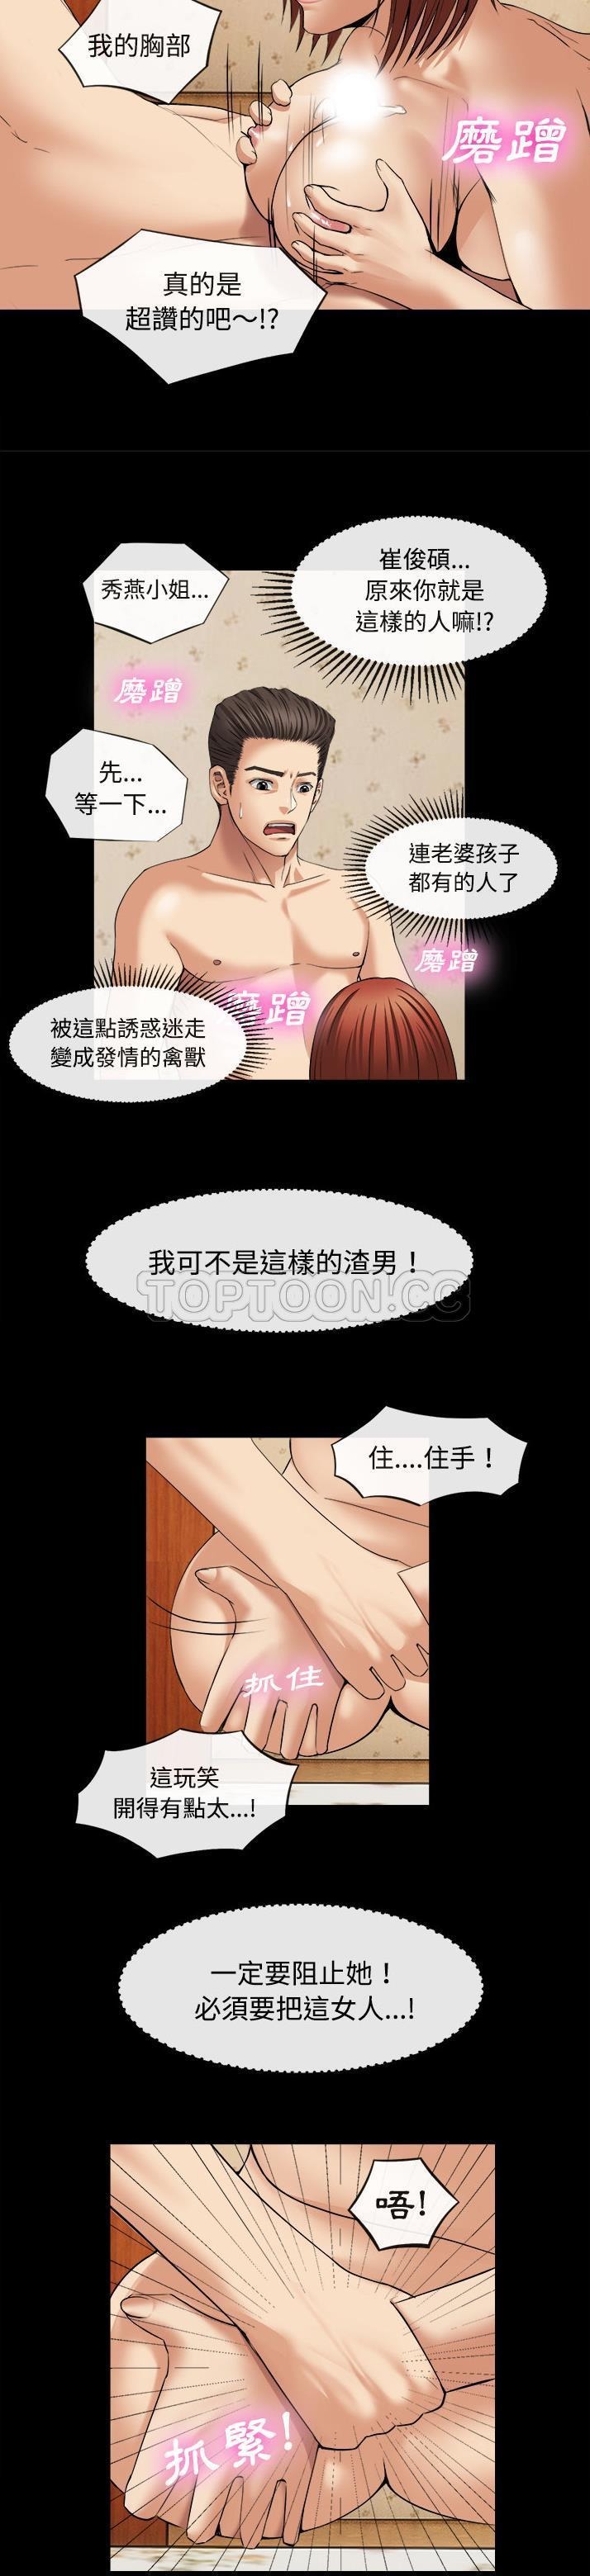 我的胸部
磨蹭
真的是
超讚的吧～!?
秀燕小姐...
崔俊碩...
原來你就是
這樣的人嘛!?
磨蹭
先...
等一下...
連老婆孩子
都有的人了
磨蹭
磨蹭
被這點誘惑迷走
變成發情的禽獸
我可不是這樣的渣男！
TOPTOON.CC
住....住手！
抓住
這玩笑
開得有點太...!
一定要阻止她！
必須要把這女人...!
唔!
抓緊!